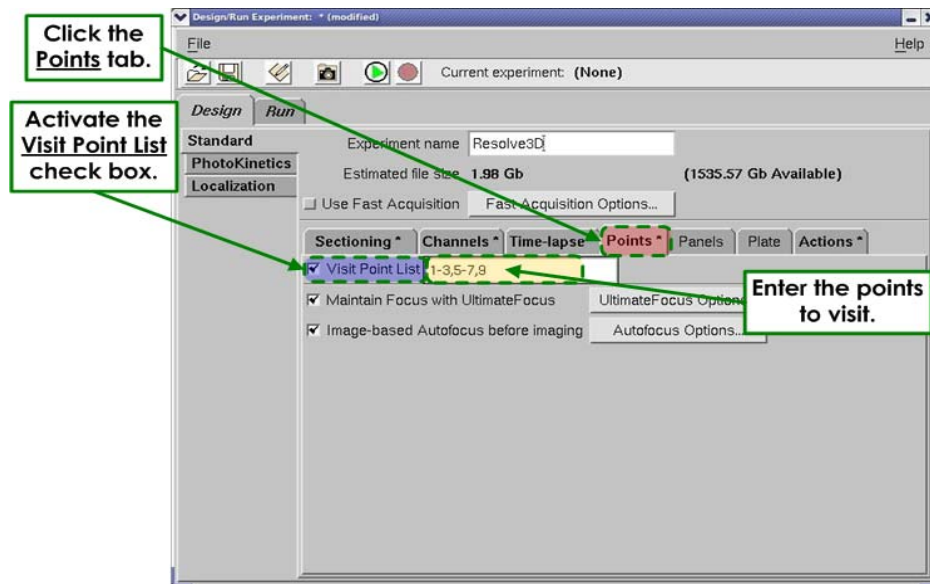 Design/Run Experiment: * (modified)
Click the
Points tab.
File
Help
Current experiment: (None)
Design
Run
Activate the
Visit Point List
check box.
Standard
PhotoKinetics
Localization
Experiment name Resolve3D
Estimated file size 1.98 Gb (1535.57 Gb Available)
Use Fast Acquisition Fast Acquisition Options...
Sectioning * Channels * Time-lapse Points * Panels Plate Actions *
Visit Point List 1-3,5-7,9
Enter the points
to visit.
Maintain Focus with UltimateFocus UltimateFocus
Image-based Autofocus before imaging Autofocus Options...